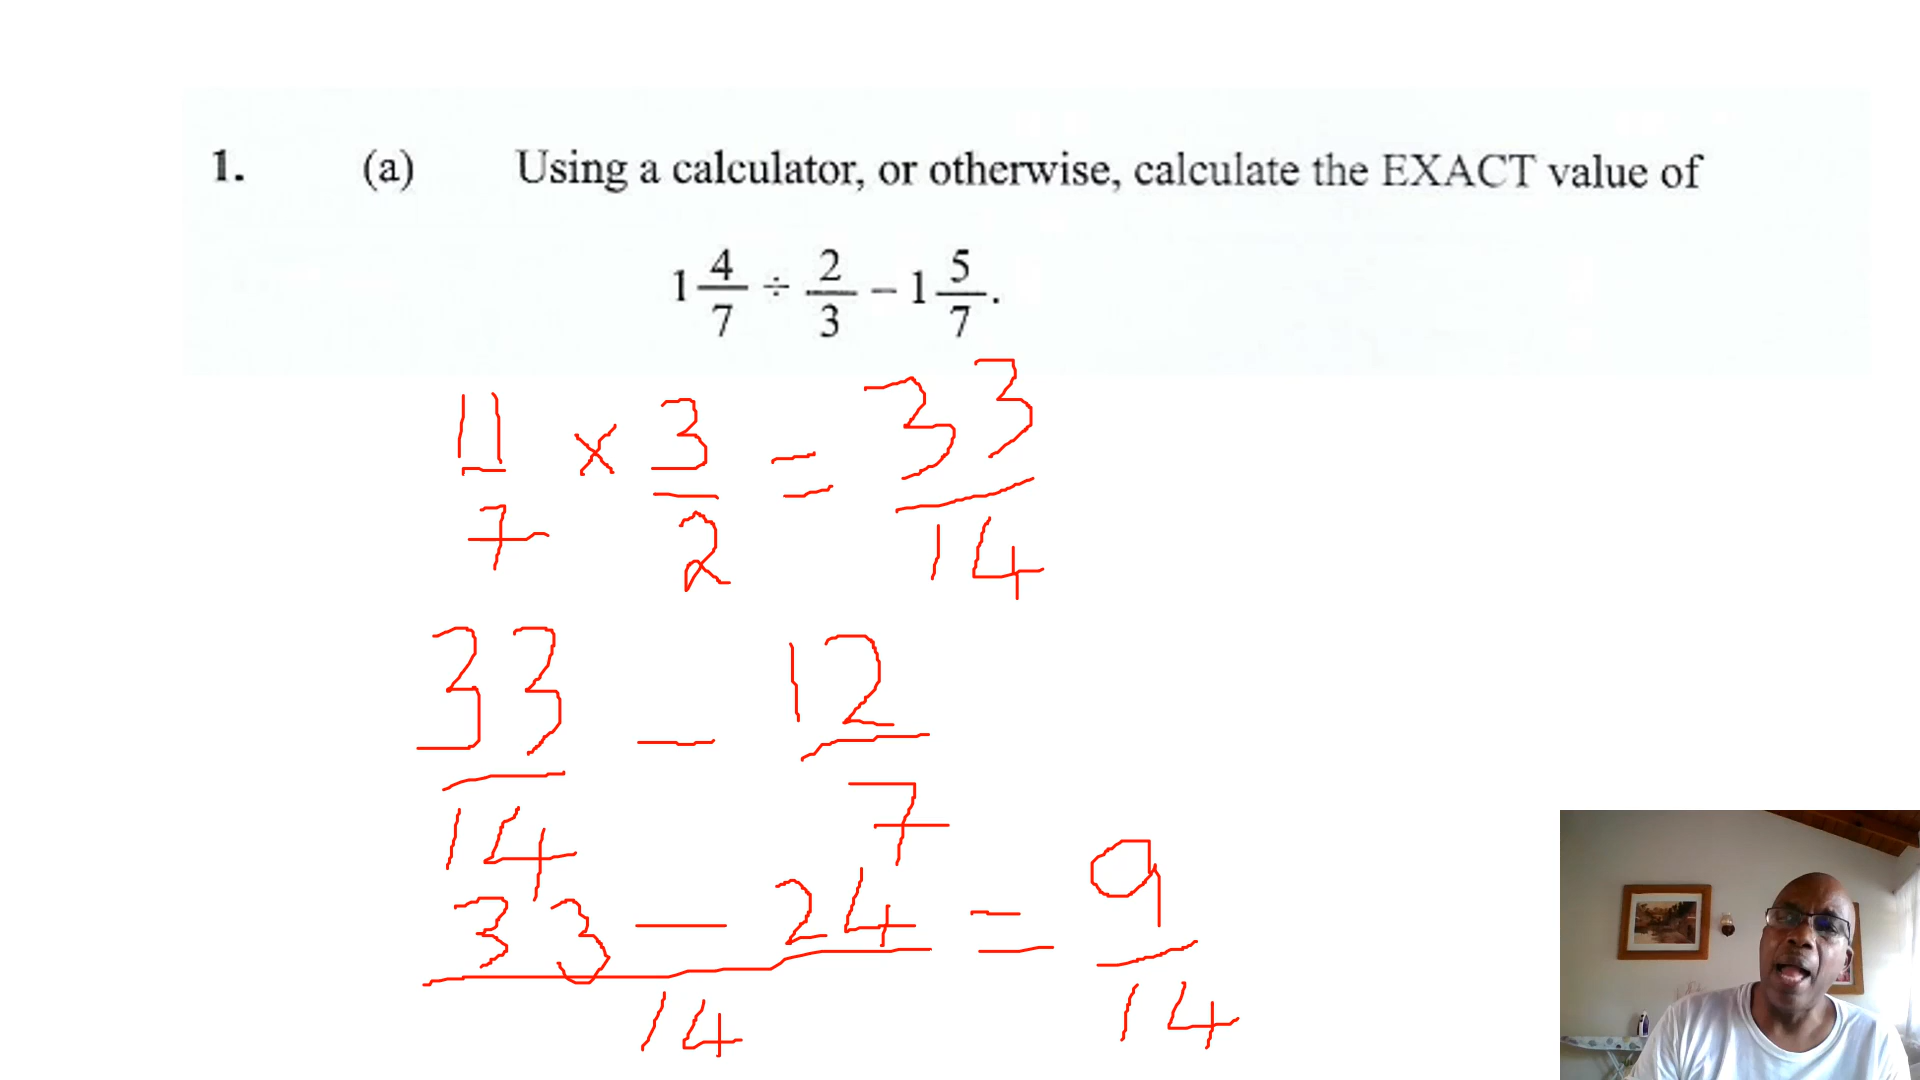 1. (a) Using a calculator, or otherwise, calculate the EXACT value of
1 4/7 ÷ 2/3 − 1 5/7.
11/7 × 3/2 = 33/14
33/14 − 12/7
33 − 24/14 = 9/14